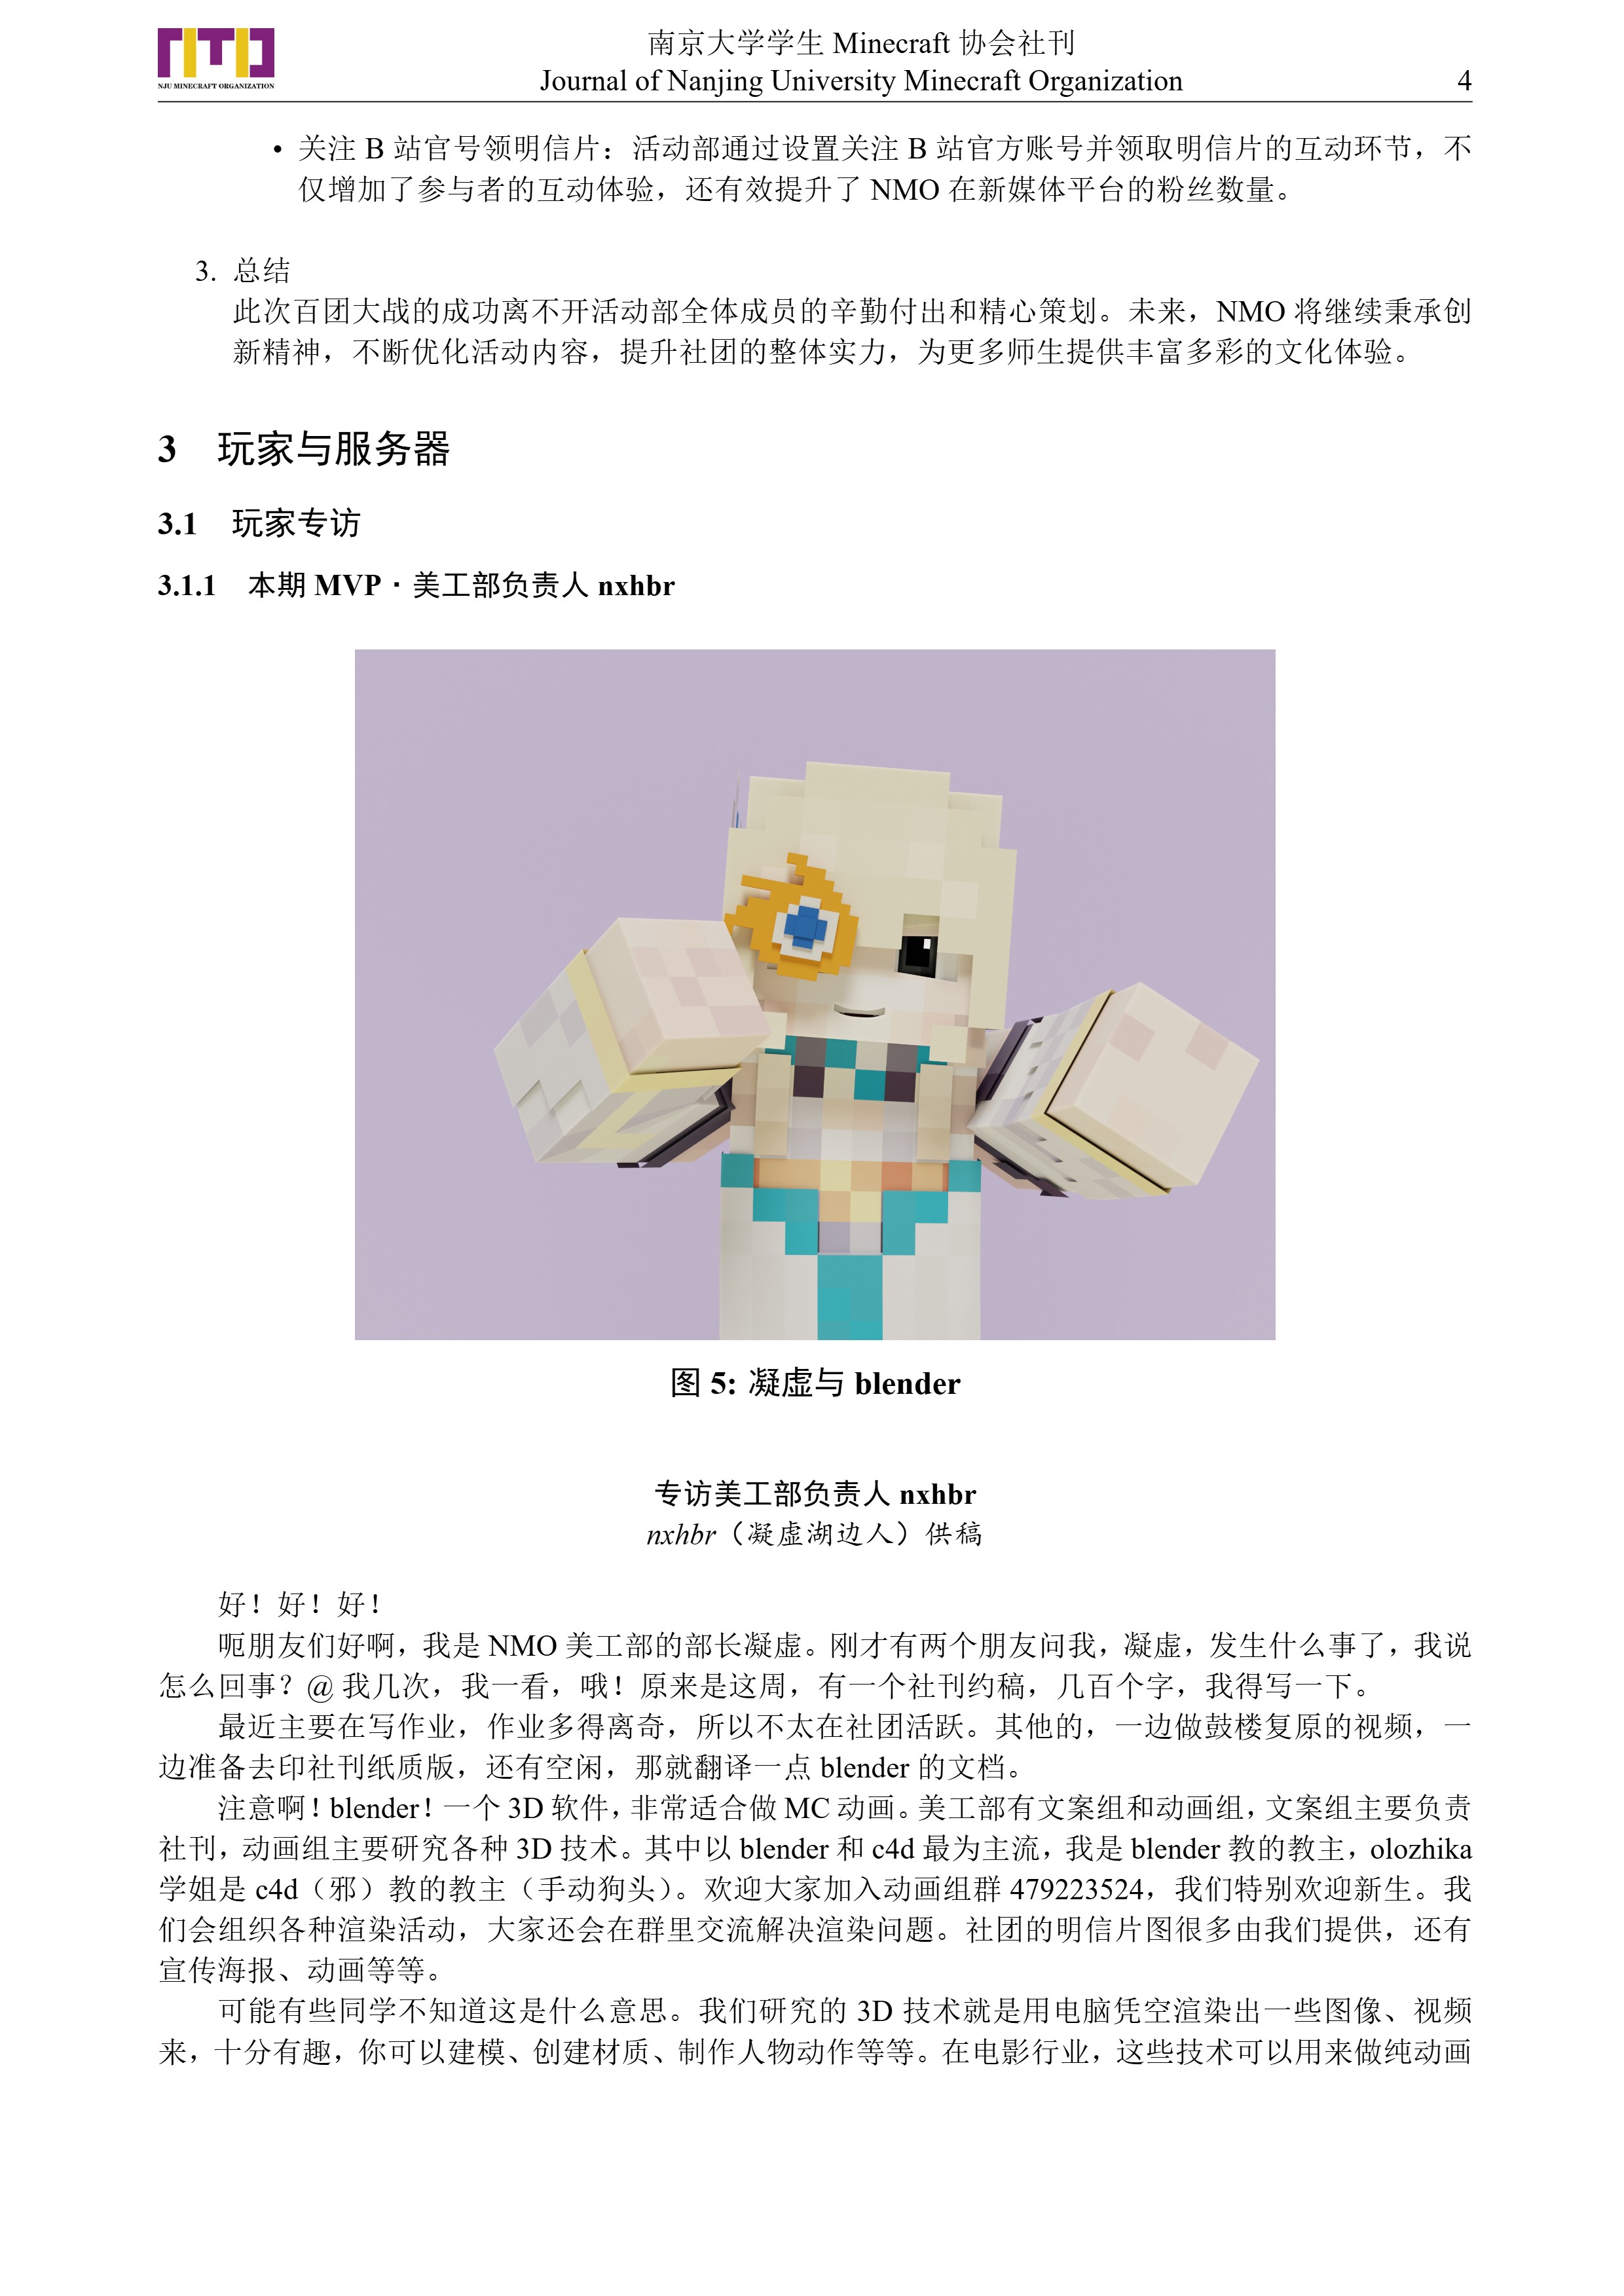 NJU MINECRAFT ORGANIZATION
南京大学学生 Minecraft 协会社刊
Journal of Nanjing University Minecraft Organization
4
• 关注 B 站官号领明信片：活动部通过设置关注 B 站官方账号并领取明信片的互动环节，不
仅增加了参与者的互动体验，还有效提升了 NMO 在新媒体平台的粉丝数量。
3. 总结
此次百团大战的成功离不开活动部全体成员的辛勤付出和精心策划。未来，NMO 将继续秉承创
新精神，不断优化活动内容，提升社团的整体实力，为更多师生提供丰富多彩的文化体验。
3 玩家与服务器
3.1 玩家专访
3.1.1 本期 MVP · 美工部负责人 nxhbr
图 5: 凝虚与 blender
专访美工部负责人 nxhbr
nxhbr（凝虚湖边人）供稿
好！好！好！
呃朋友们好啊，我是 NMO 美工部的部长凝虚。刚才有两个朋友问我，凝虚，发生什么事了，我说
怎么回事？@ 我几次，我一看，哦！原来是这周，有一个社刊约稿，几百个字，我得写一下。
最近主要在写作业，作业多得离奇，所以不太在社团活跃。其他的，一边做鼓楼复原的视频，一
边准备去印社刊纸质版，还有空闲，那就翻译一点 blender 的文档。
注意啊！blender！一个 3D 软件，非常适合做 MC 动画。美工部有文案组和动画组，文案组主要负责
社刊，动画组主要研究各种 3D 技术。其中以 blender 和 c4d 最为主流，我是 blender 教的教主，olozhika
学姐是 c4d（邪）教的教主（手动狗头）。欢迎大家加入动画组群 479223524，我们特别欢迎新生。我
们会组织各种渲染活动，大家还会在群里交流解决渲染问题。社团的明信片图很多由我们提供，还有
宣传海报、动画等等。
可能有些同学不知道这是什么意思。我们研究的 3D 技术就是用电脑凭空渲染出一些图像、视频
来，十分有趣，你可以建模、创建材质、制作人物动作等等。在电影行业，这些技术可以用来做纯动画